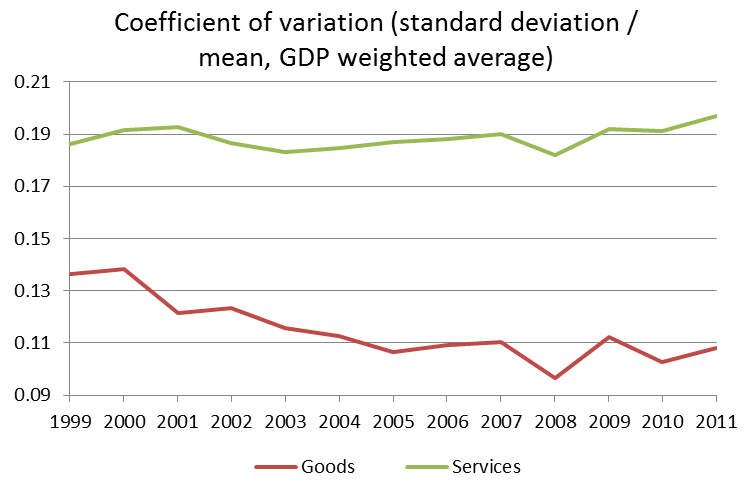 Coefficient of variation (standard deviation /
mean, GDP weighted average)
0.21
0.19
0.17
0.15
0.13
0.11
0.09
1999 2000 2001 2002 2003 2004 2005 2006 2007 2008 2009 2010 2011
Goods Services